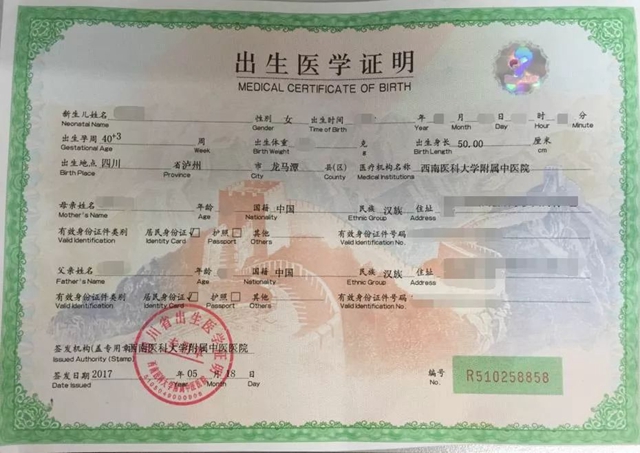 出生医学证明
MEDICAL CERTIFICATE OF BIRTH
新生儿姓名 性别 女 出生时间 年 月 日 时 分
Neonatal Name Gender Time of Birth Year Month Day Hour Minute
出生孕周 40+3 周 出生体重 克 出生身长 50.00 厘米
Gestational Age Week Birth Weight g Birth Length cm
出生地点 四川 省 泸州 市 龙马潭 县(区) 医疗机构名称 西南医科大学附属中医院
Birth Place Province City County Medical Institutions
母亲姓名 年龄 国籍 中国 民族 汉族 住址
Mother's Name Age Nationality Ethnic Group Address
有效身份证件类别 居民身份证 ✓ 护照 □ 其他 有效身份证件号码
Valid Identification Identity Card Passport Others Valid Identification No.
父亲姓名 年龄 国籍 中国 民族 汉族 住址
Father's Name Age Nationality Ethnic Group Address
有效身份证件类别 居民身份证 ✓ 护照 □ 其他 有效身份证件号码
Valid Identification Identity Card Passport Others Valid Identification No.
签发机构(盖专用章) 西南医科大学附属中医医院
Issued Authority (Stamp)
签发日期 2017 年 05 月 18 日 编号 R510258858
Date Issued Year Month Day No.
川省出生医学证明